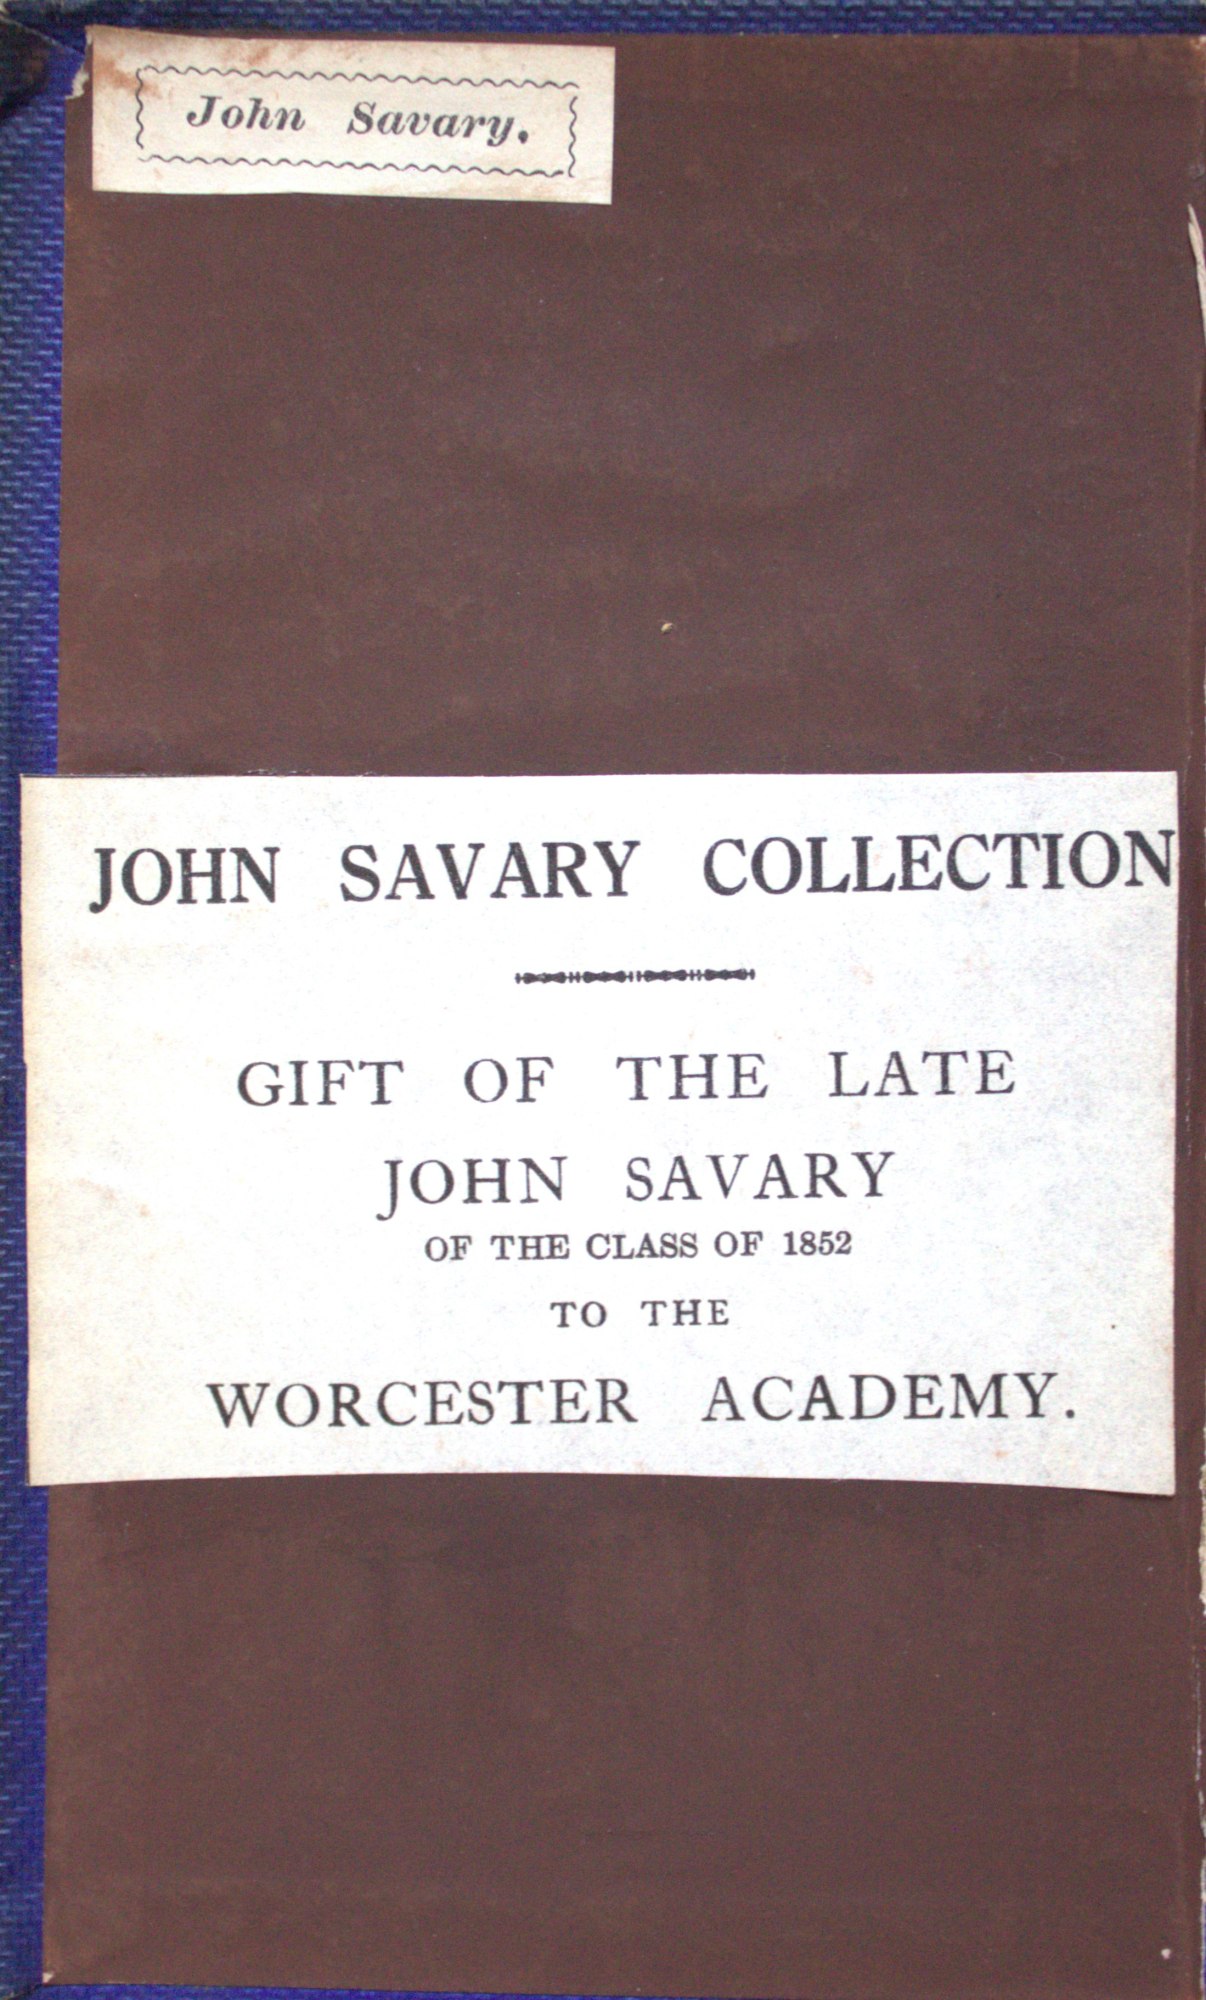 John Savary.
JOHN SAVARY COLLECTION
GIFT OF THE LATE
JOHN SAVARY
OF THE CLASS OF 1852
TO THE
WORCESTER ACADEMY.